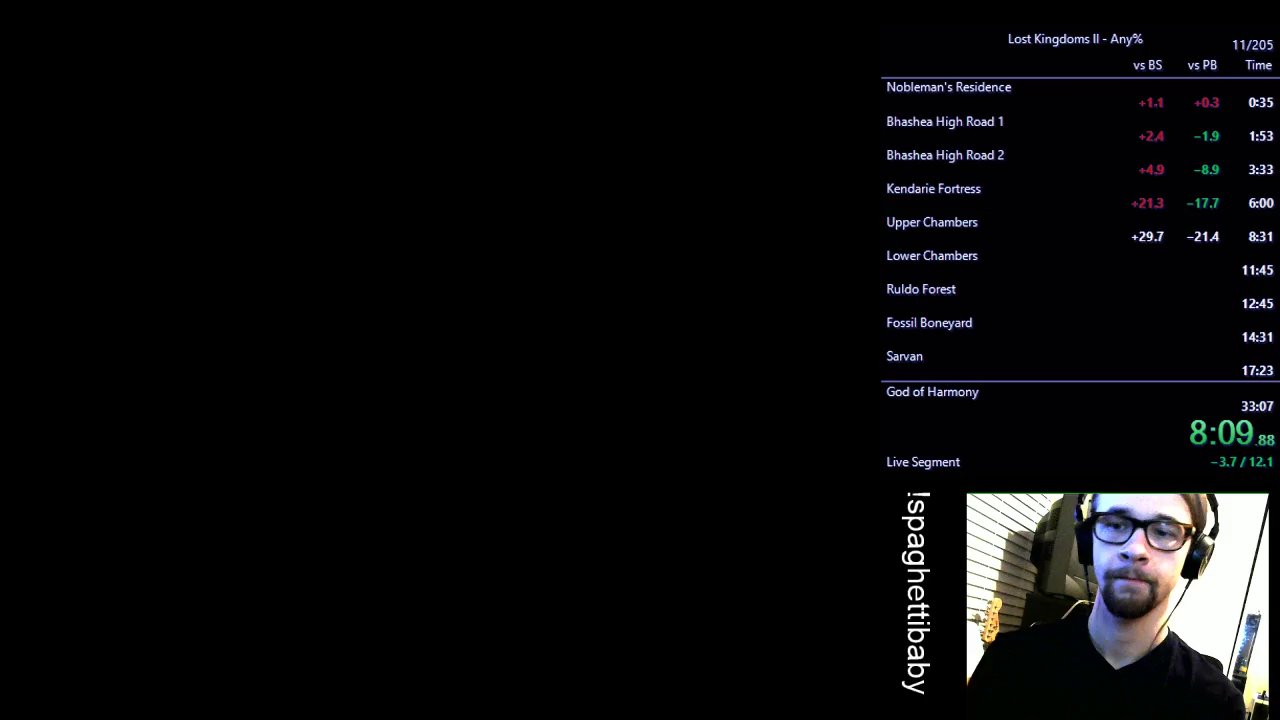 Lost Kingdoms II - Any%
11/205
vs BS vs PB Time
Nobleman's Residence
+1.1 +0.3 0:35
Bhashea High Road 1
+2.4 −1.9 1:53
Bhashea High Road 2
+4.9 −8.9 3:33
Kendarie Fortress
+21.3 −17.7 6:00
Upper Chambers
+29.7 −21.4 8:31
Lower Chambers
11:45
Ruldo Forest
12:45
Fossil Boneyard
14:31
Sarvan
17:23
God of Harmony
33:07
8:09.88
Live Segment −3.7 / 12.1
!spaghettibaby